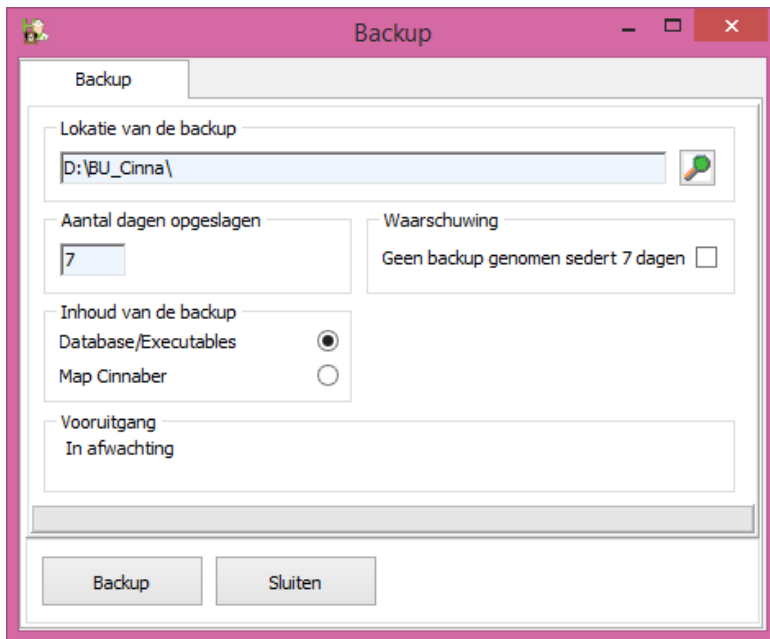 Backup
Backup
Lokatie van de backup
D:\BU_Cinna\
Aantal dagen opgeslagen
7
Waarschuwing
Geen backup genomen sedert 7 dagen
Inhoud van de backup
Database/Executables
Map Cinnaber
Vooruitgang
In afwachting
Backup
Sluiten